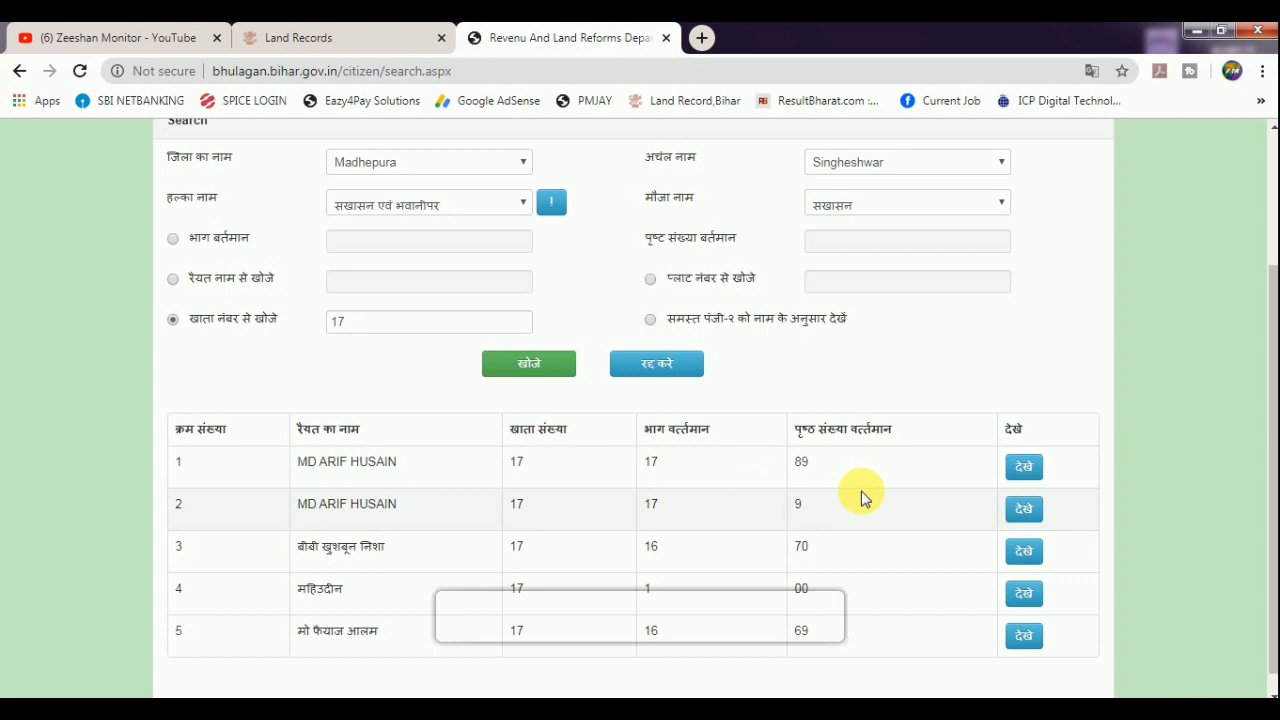 (6) Zeeshan Monitor - YouTube Land Records Revenu And Land Reforms Depa
Not secure bhulagan.bihar.gov.in/citizen/search.aspx
Apps SBI NETBANKING SPICE LOGIN Eazy4Pay Solutions Google AdSense PMJAY Land Record,Bihar ResultBharat.com :... Current Job ICP Digital Technol... »
Search
जिला का नाम Madhepura अचंल नाम Singheshwar
हल्का नाम सखासन एवं भवानीपर ! मौजा नाम सखासन
भाग बर्तमान पृष्ट संख्या बर्तमान
रैयत नाम से खोजे प्लाट नंबर से खोजे
खाता नंबर से खोजे 17 समस्त पंजी-२ को नाम के अनुसार देखें
खोजे रद्द करे
क्रम संख्या रैयत का नाम खाता संख्या भाग वर्त्तमान पृष्ठ संख्या वर्त्तमान देखे
1 MD ARIF HUSAIN 17 17 89 देखे
2 MD ARIF HUSAIN 17 17 9 देखे
3 बीबी खुशबून निशा 17 16 70 देखे
4 महिउदीन 17 1 00 देखे
5 मो फैयाज आलम 17 16 69 देखे